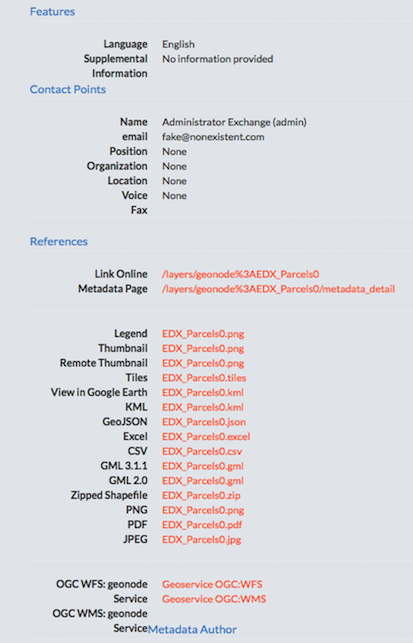 Features
Language English
Supplemental No information provided
Information
Contact Points
Name Administrator Exchange (admin)
email fake@nonexistent.com
Position None
Organization None
Location None
Voice None
Fax
References
Link Online /layers/geonode%3AEDX_Parcels0
Metadata Page /layers/geonode%3AEDX_Parcels0/metadata_detail
Legend EDX_Parcels0.png
Thumbnail EDX_Parcels0.png
Remote Thumbnail EDX_Parcels0.png
Tiles EDX_Parcels0.tiles
View in Google Earth EDX_Parcels0.kml
KML EDX_Parcels0.kml
GeoJSON EDX_Parcels0.json
Excel EDX_Parcels0.excel
CSV EDX_Parcels0.csv
GML 3.1.1 EDX_Parcels0.gml
GML 2.0 EDX_Parcels0.gml
Zipped Shapefile EDX_Parcels0.zip
PNG EDX_Parcels0.png
PDF EDX_Parcels0.pdf
JPEG EDX_Parcels0.jpg
OGC WFS: geonode Geoservice OGC:WFS
Service Geoservice OGC:WMS
OGC WMS: geonode
Service Metadata Author